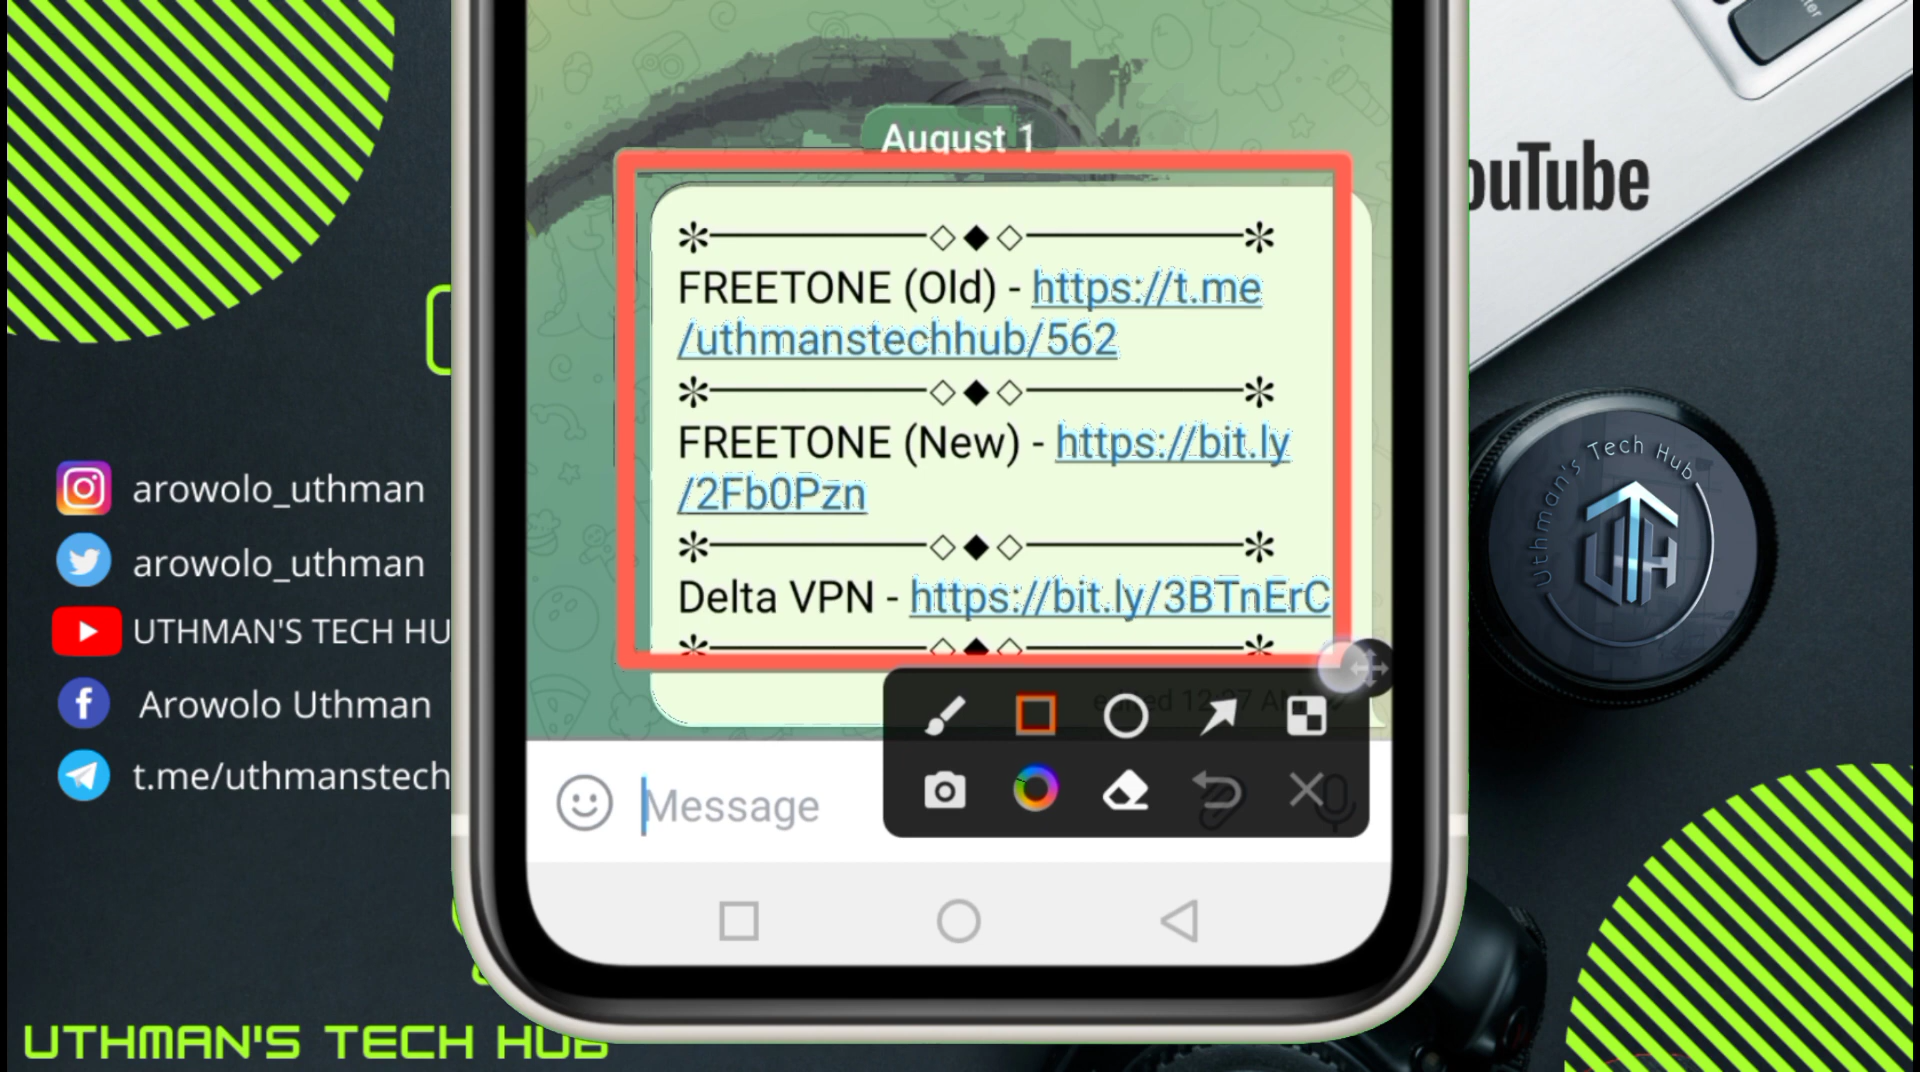 August 1
✻───────◇◆◇───────✻
FREETONE (Old) - https://t.me
/uthmanstechhub/562
✻───────◇◆◇───────✻
FREETONE (New) - https://bit.ly
/2Fb0Pzn
✻───────◇◆◇───────✻
Delta VPN - https://bit.ly/3BTnErC
✻───────◇◆◇───────✻
Message
arowolo_uthman
arowolo_uthman
UTHMAN'S TECH HU
Arowolo Uthman
t.me/uthmanstech
UTHMAN'S TECH HUB
ouTube
Uthman's Tech Hub
UTH